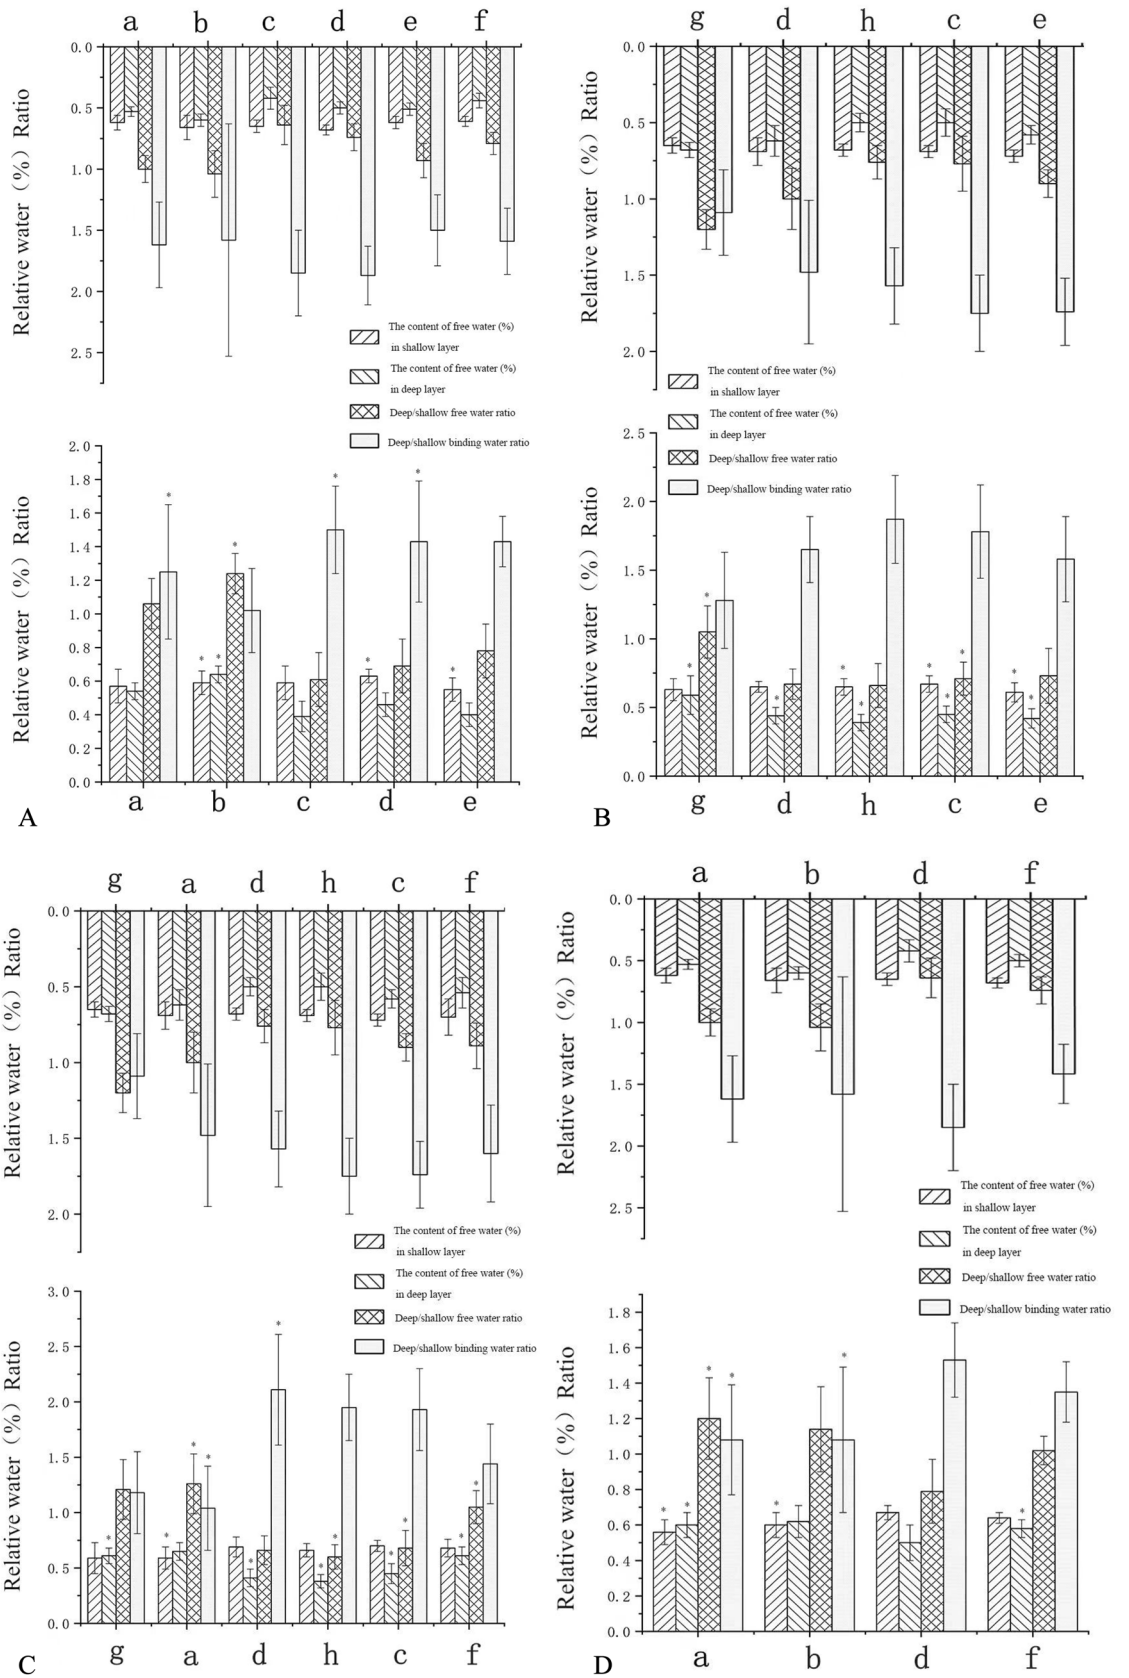 a b c d e f
0.0
0.5
1.0
1.5
2.0
2.5
Relative water（%）Ratio
The content of free water (%)
in shallow layer
The content of free water (%)
in deep layer
Deep/shallow free water ratio
Deep/shallow binding water ratio
2.0
1.8
1.6
1.4
1.2
1.0
0.8
0.6
0.4
0.2
0.0
Relative water（%）Ratio
* * * * * * * *
a b c d e
A
g d h c e
0.0
0.5
1.0
1.5
2.0
Relative water（%）Ratio
The content of free water (%)
in shallow layer
The content of free water (%)
in deep layer
Deep/shallow free water ratio
Deep/shallow binding water ratio
2.5
2.0
1.5
1.0
0.5
0.0
Relative water（%）Ratio
* * * * * * * * * *
g d h c e
B
g a d h c f
0.0
0.5
1.0
1.5
2.0
Relative water（%）Ratio
The content of free water (%)
in shallow layer
The content of free water (%)
in deep layer
Deep/shallow free water ratio
Deep/shallow binding water ratio
3.0
2.5
2.0
1.5
1.0
0.5
0.0
Relative water（%）Ratio
* * * * * * * * * * * *
g a d h c f
C
a b d f
0.0
0.5
1.0
1.5
2.0
2.5
Relative water（%）Ratio
The content of free water (%)
in shallow layer
The content of free water (%)
in deep layer
Deep/shallow free water ratio
Deep/shallow binding water ratio
1.8
1.6
1.4
1.2
1.0
0.8
0.6
0.4
0.2
0.0
Relative water（%）Ratio
* * * * * * *
a b d f
D